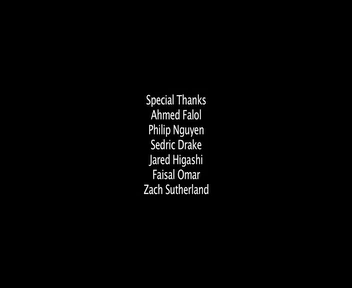 Special Thanks
Ahmed Falol
Philip Nguyen
Sedric Drake
Jared Higashi
Faisal Omar
Zach Sutherland